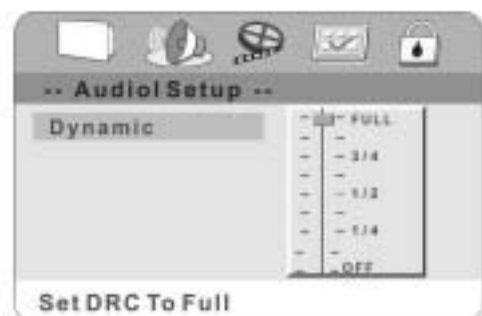 -- Audiol Setup --
Dynamic
FULL
3/4
1/2
1/4
OFF
Set DRC To Full